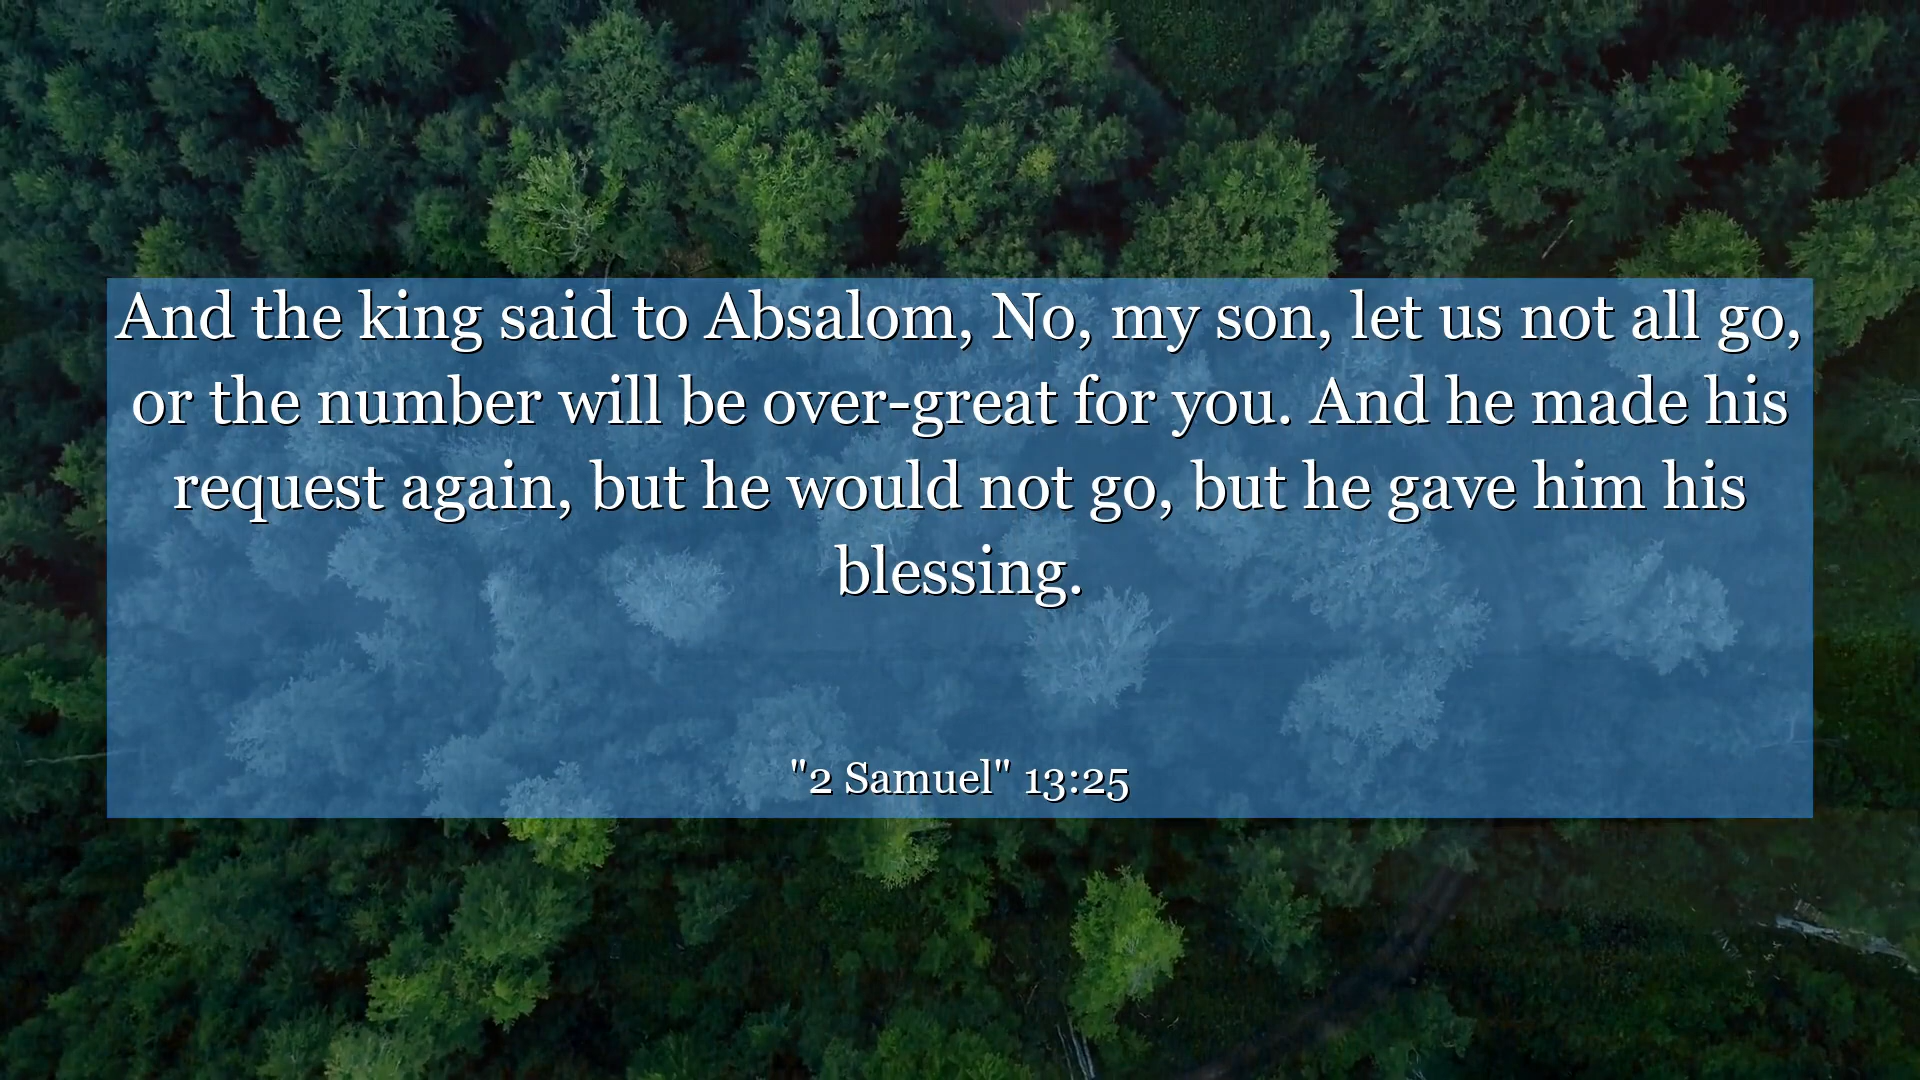 And the king said to Absalom, No, my son, let us not all go,
or the number will be over-great for you. And he made his
request again, but he would not go, but he gave him his
blessing.
"2 Samuel" 13:25